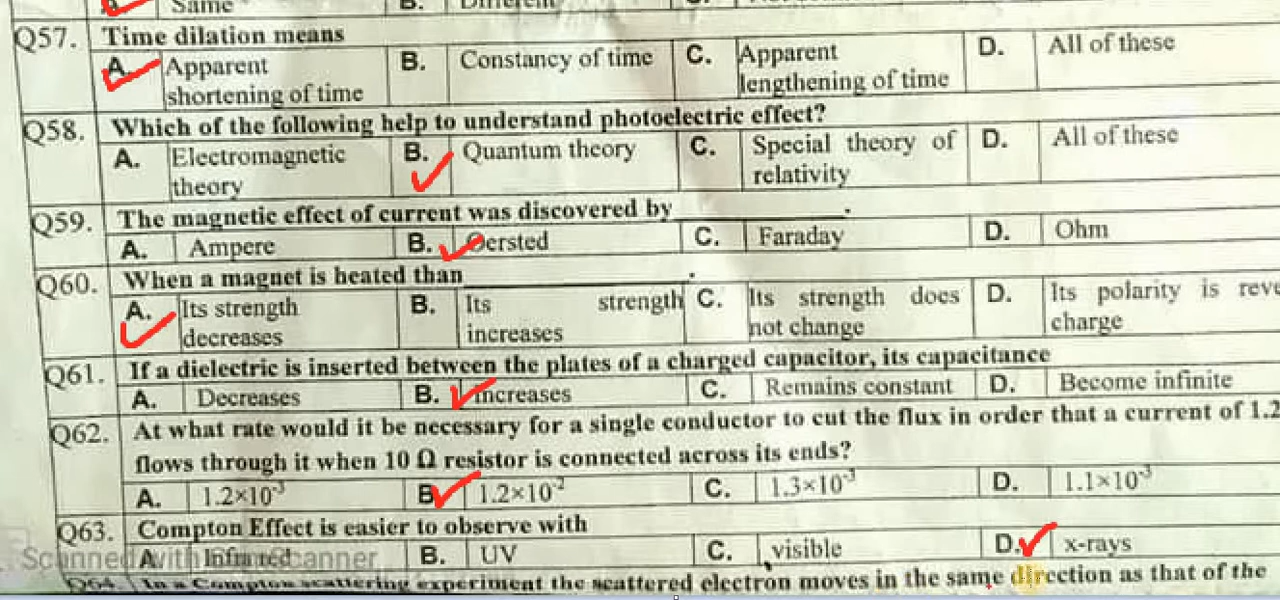 Same B. Different
Q57. Time dilation means
A. Apparent shortening of time B. Constancy of time C. Apparent lengthening of time D. All of these
Q58. Which of the following help to understand photoelectric effect?
A. Electromagnetic theory B. Quantum theory C. Special theory of relativity D. All of these
Q59. The magnetic effect of current was discovered by ____________.
A. Ampere B. Oersted C. Faraday D. Ohm
Q60. When a magnet is heated than ________________.
A. Its strength decreases B. Its strength increases C. Its strength does not change D. Its polarity is reve charge
Q61. If a dielectric is inserted between the plates of a charged capacitor, its capacitance
A. Decreases B. increases C. Remains constant D. Become infinite
Q62. At what rate would it be necessary for a single conductor to cut the flux in order that a current of 1.2
flows through it when 10 Ω resistor is connected across its ends?
A. 1.2×10⁻³ B. 1.2×10⁻² C. 1.3×10⁻³ D. 1.1×10⁻³
Q63. Compton Effect is easier to observe with
A. Infrared B. UV C. visible D. x-rays
Scanned with CamScanner
Q64. In a Compton scattering experiment the scattered electron moves in the same direction as that of the